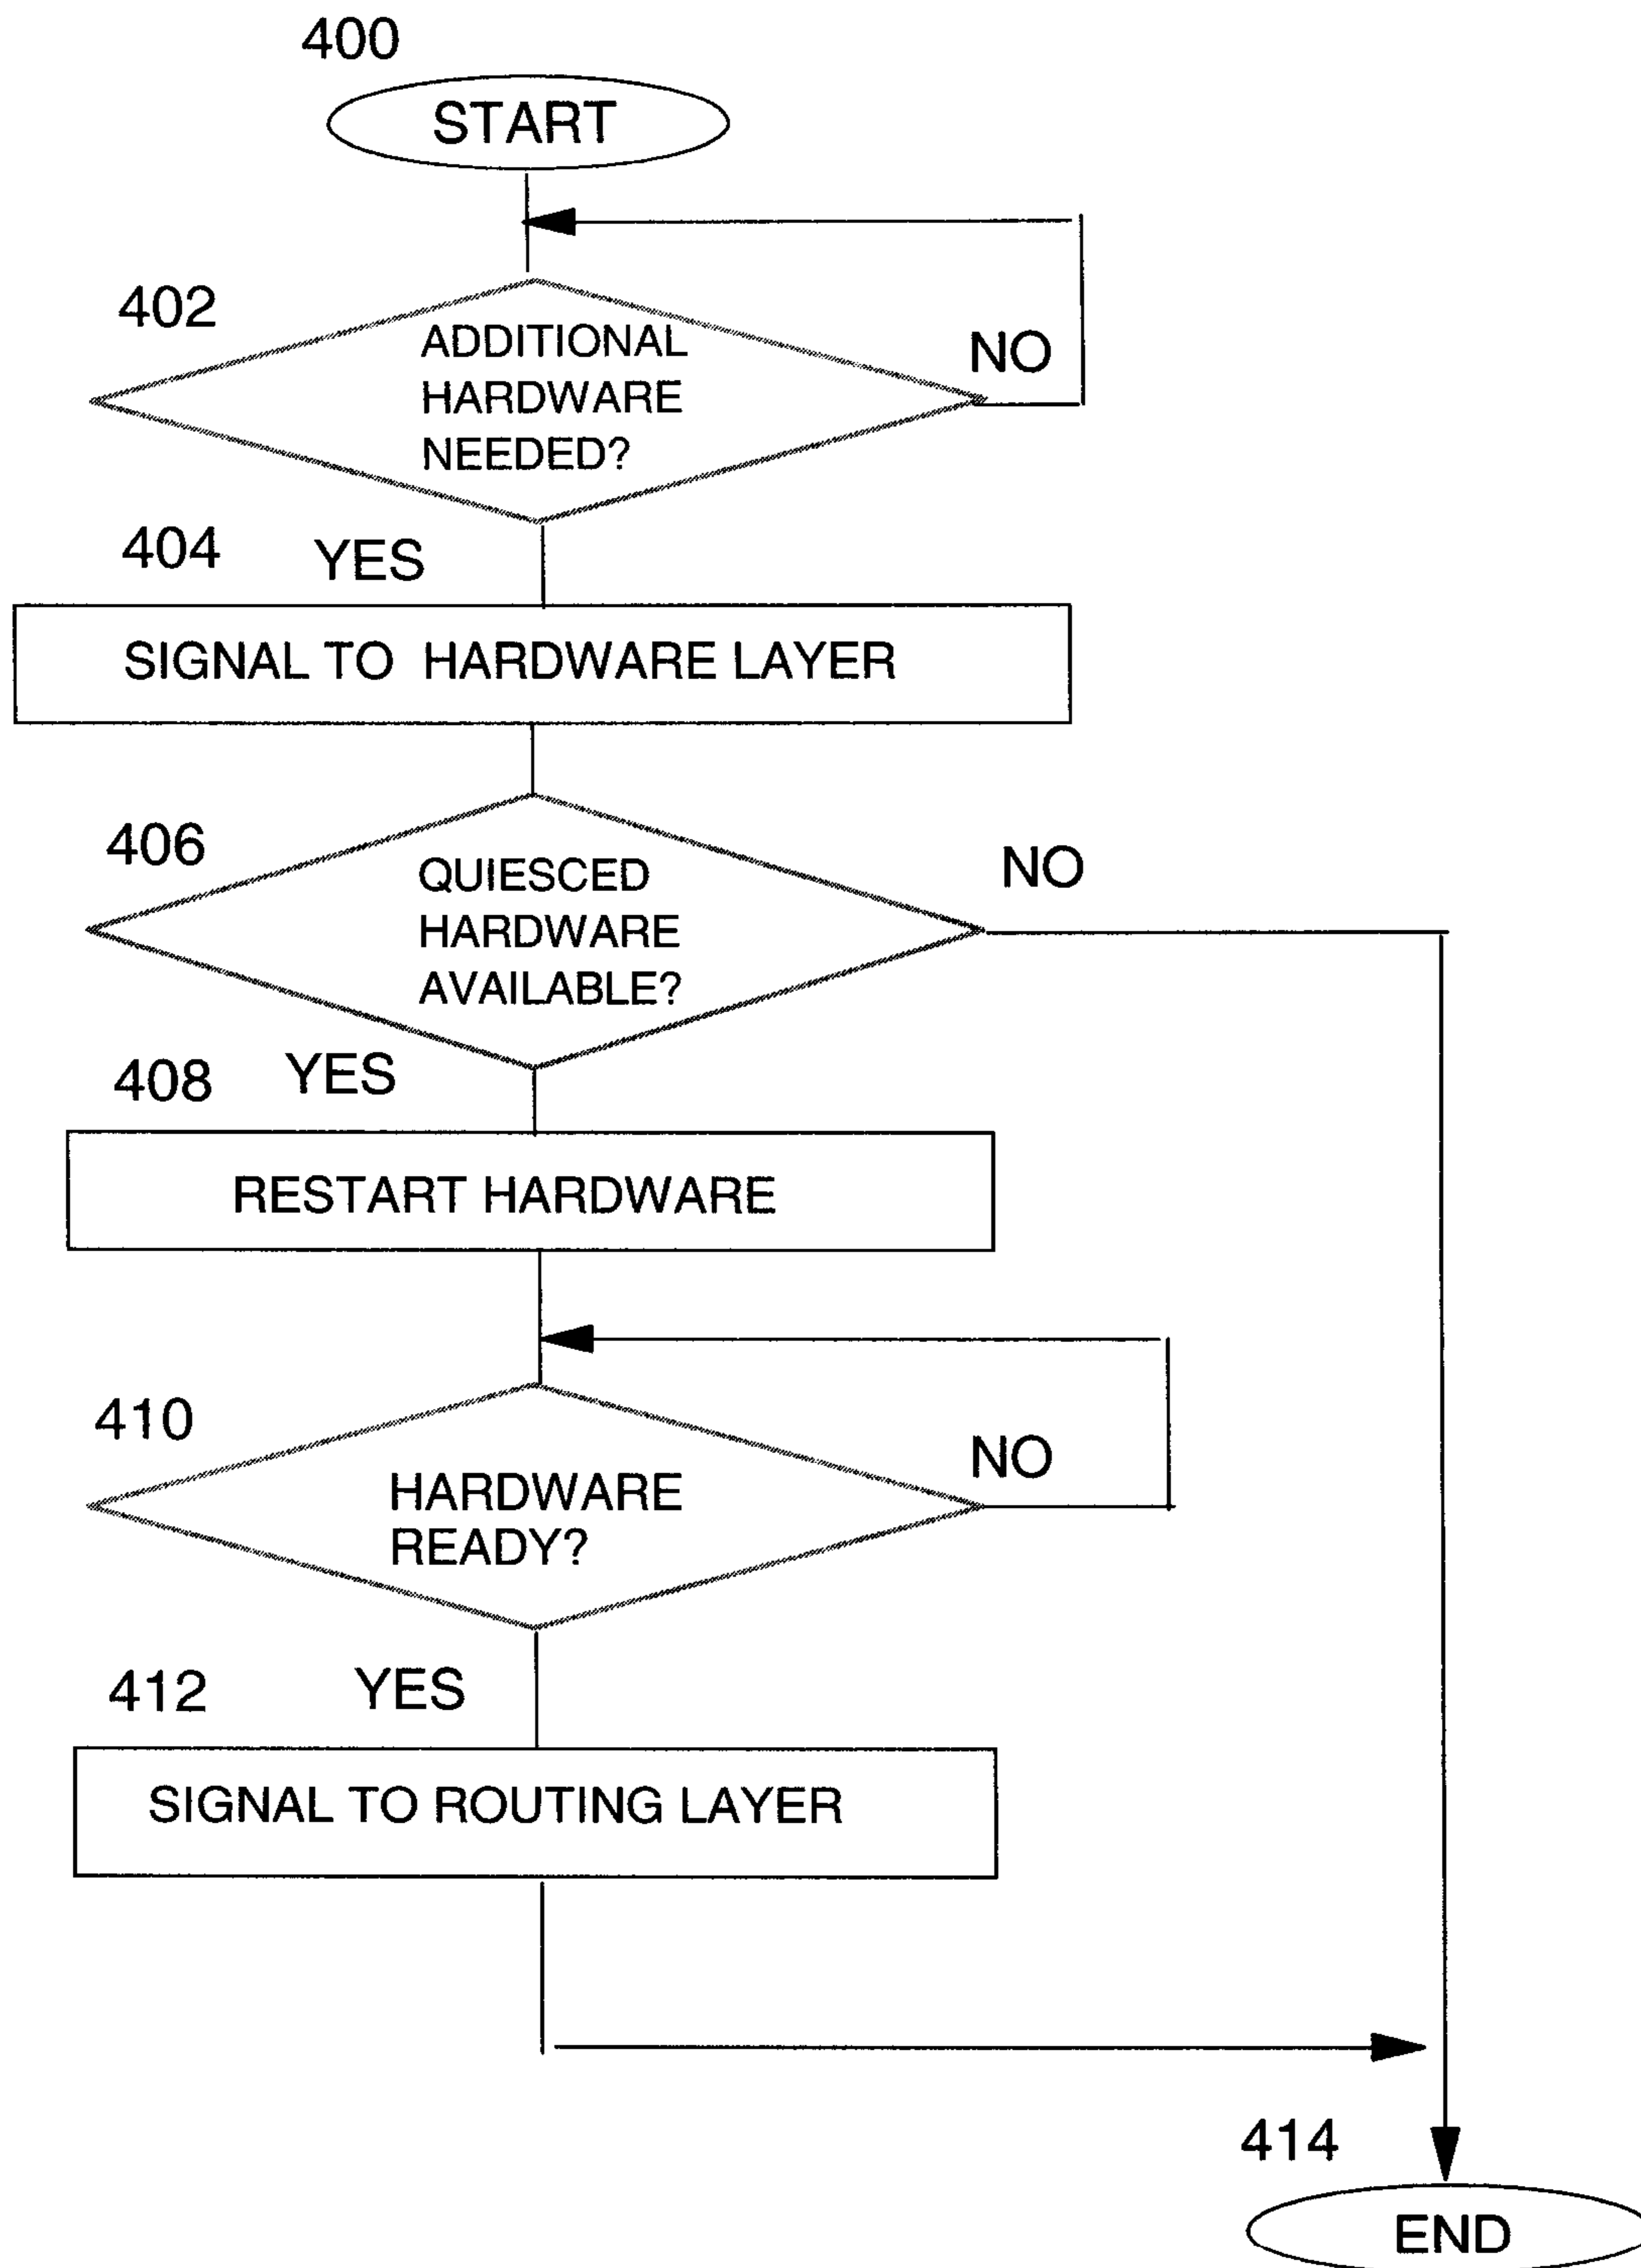 400
START
402
ADDITIONAL
HARDWARE
NEEDED?
NO
404
YES
SIGNAL TO HARDWARE LAYER
406
QUIESCED
HARDWARE
AVAILABLE?
NO
408
YES
RESTART HARDWARE
410
HARDWARE
READY?
NO
412
YES
SIGNAL TO ROUTING LAYER
414
END